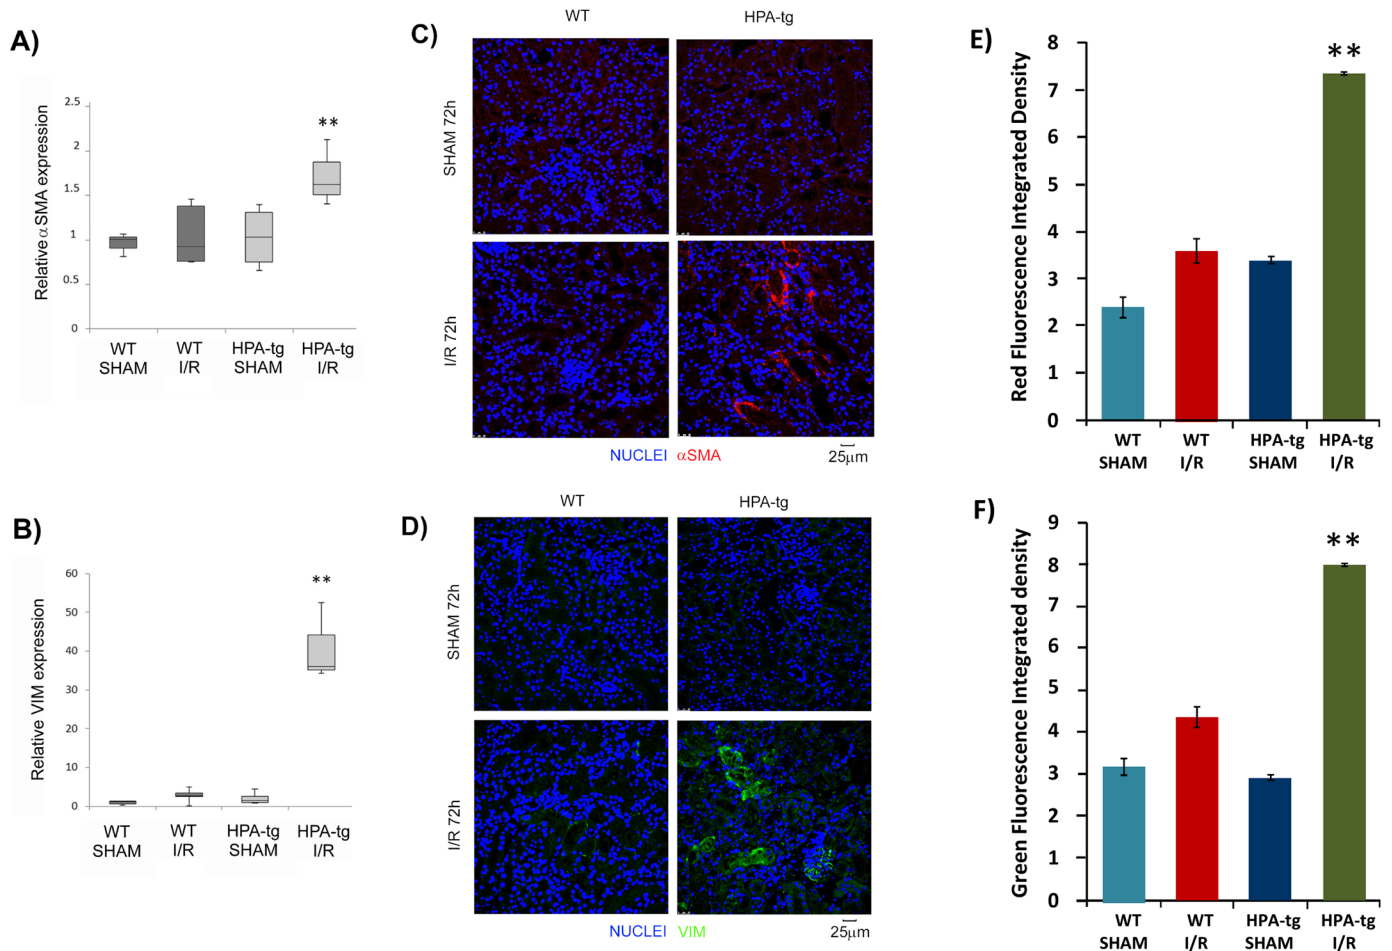 A)
Relative αSMA expression
2.5
2
1.5
1
0.5
0
**
WT SHAM
WT I/R
HPA-tg SHAM
HPA-tg I/R
B)
Relative VIM expression
60
50
40
30
20
10
0
**
WT SHAM
WT I/R
HPA-tg SHAM
HPA-tg I/R
C)
WT
HPA-tg
SHAM 72h
I/R 72h
NUCLEI αSMA
25μm
D)
WT
HPA-tg
SHAM 72h
I/R 72h
NUCLEI VIM
25μm
E)
Red Fluorescence Integrated Density
8
7
6
5
4
3
2
1
0
**
WT SHAM
WT I/R
HPA-tg SHAM
HPA-tg I/R
F)
Green Fluorescence Integrated density
9
8
7
6
5
4
3
2
1
0
**
WT SHAM
WT I/R
HPA-tg SHAM
HPA-tg I/R